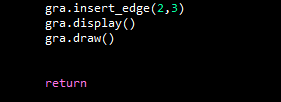 gra.insert_edge(2,3)
gra.display()
gra.draw()
return